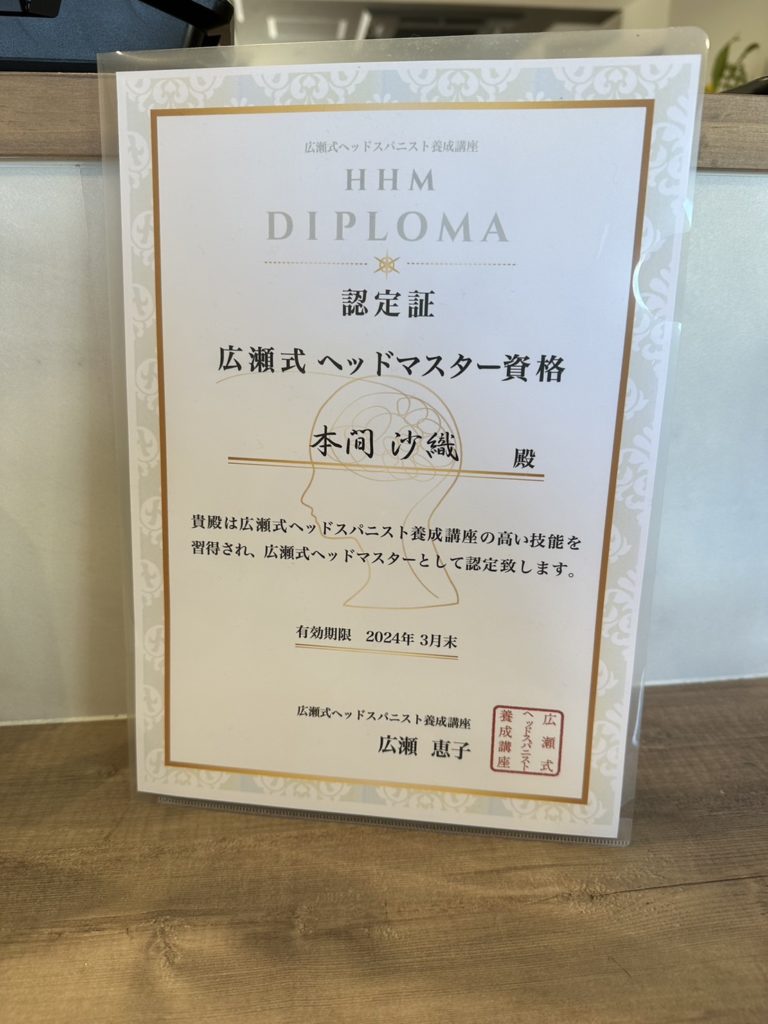 広瀬式ヘッドスパニスト養成講座
HHM
DIPLOMA
認定証
広瀬式 ヘッドマスター資格
本間 沙織 殿
貴殿は広瀬式ヘッドスパニスト養成講座の高い技能を
習得され、広瀬式ヘッドマスターとして認定致します。
有効期限 2024年 3月末
広瀬式ヘッドスパニスト養成講座
広瀬 恵子
広瀬式
ヘッドスパニスト
養成講座